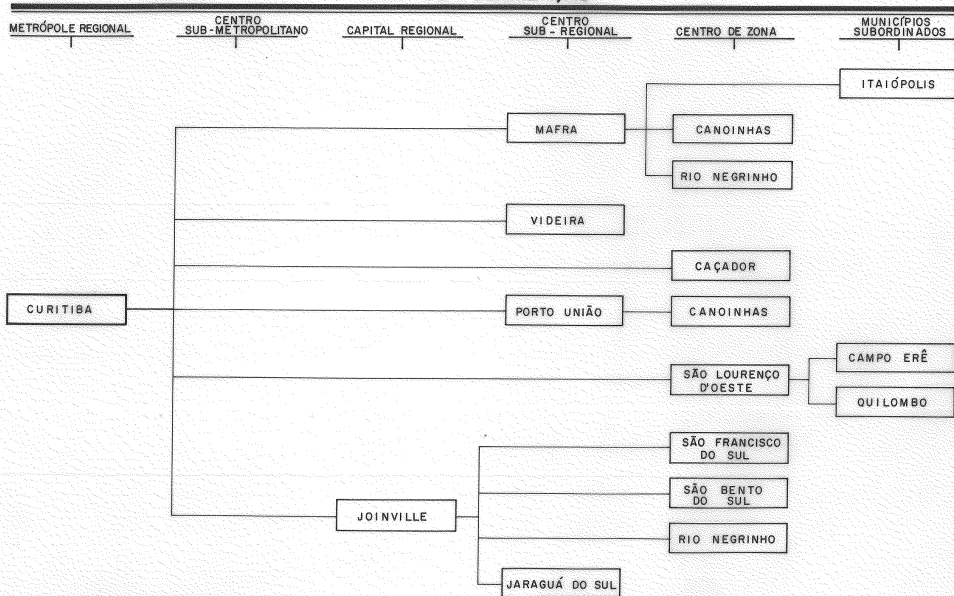 METRÓPOLE REGIONAL
CENTRO
SUB-METROPOLITANO
CAPITAL REGIONAL
CENTRO
SUB - REGIONAL
CENTRO DE ZONA
MUNICÍPIOS
SUBORDINADOS
ITAIÓPOLIS
MAFRA
CANOINHAS
RIO NEGRINHO
VIDEIRA
CAÇADOR
CURITIBA
PORTO UNIÃO
CANOINHAS
CAMPO ERÊ
SÃO LOURENÇO
D'OESTE
QUILOMBO
SÃO FRANCISCO
DO SUL
SÃO BENTO
DO SUL
JOINVILLE
RIO NEGRINHO
JARAGUÁ DO SUL